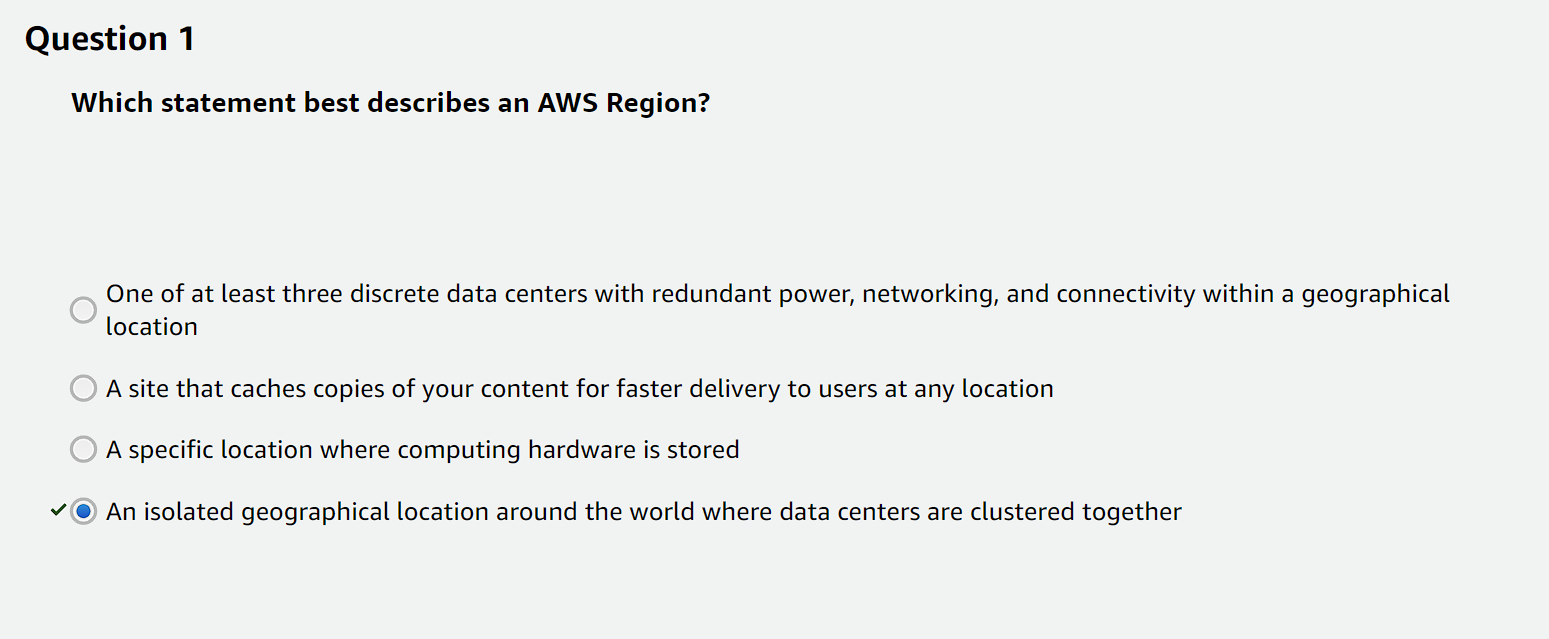 Question 1
Which statement best describes an AWS Region?
One of at least three discrete data centers with redundant power, networking, and connectivity within a geographical
location
A site that caches copies of your content for faster delivery to users at any location
A specific location where computing hardware is stored
An isolated geographical location around the world where data centers are clustered together